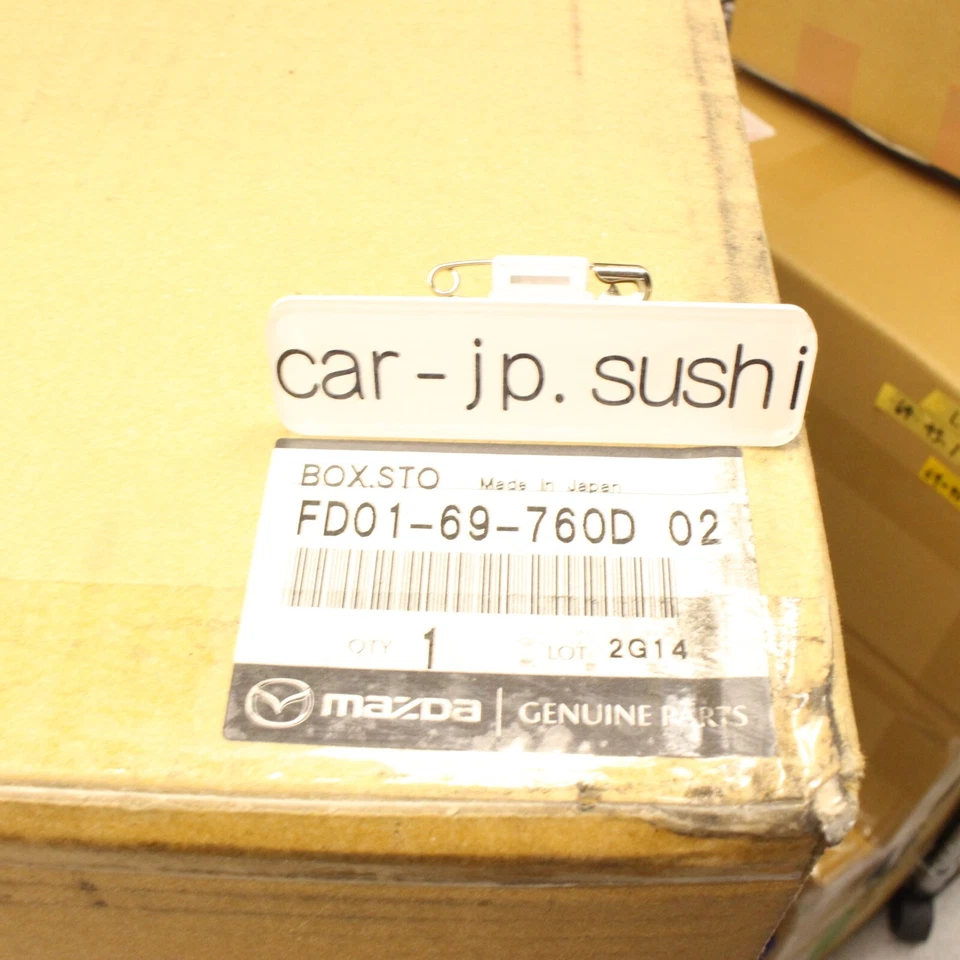 car-jp.sushi
BOX.STO Made In Japan
FD01-69-760D 02
QTY 1 LOT 2G14
mazda | GENUINE PARTS